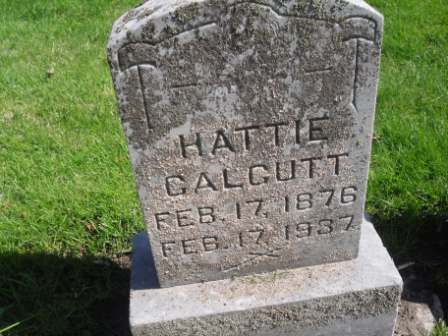 HATTIE
CALCUTT
FEB. 17, 1876
FEB. 17, 1937